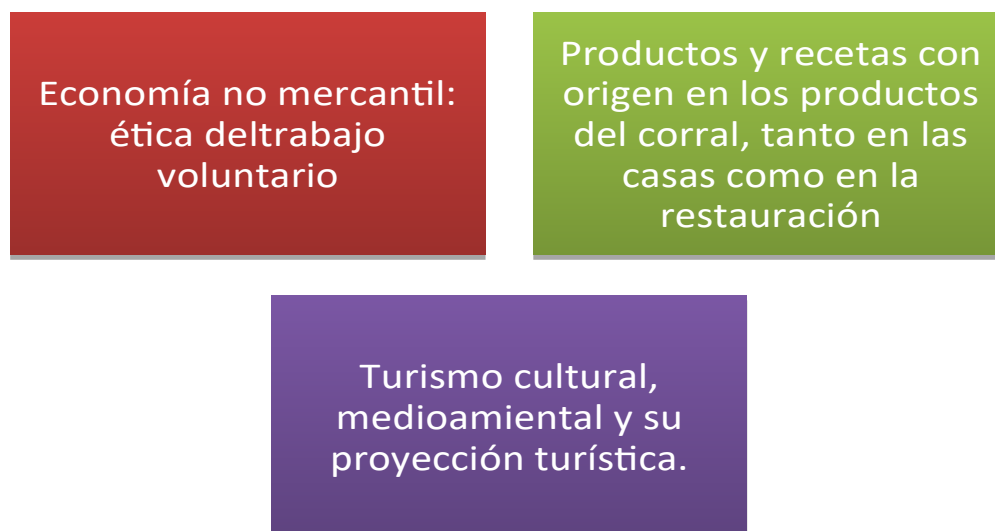 Economía no mercantil:
ética deltrabajo
voluntario
Productos y recetas con
origen en los productos
del corral, tanto en las
casas como en la
restauración
Turismo cultural,
medioamiental y su
proyección turística.